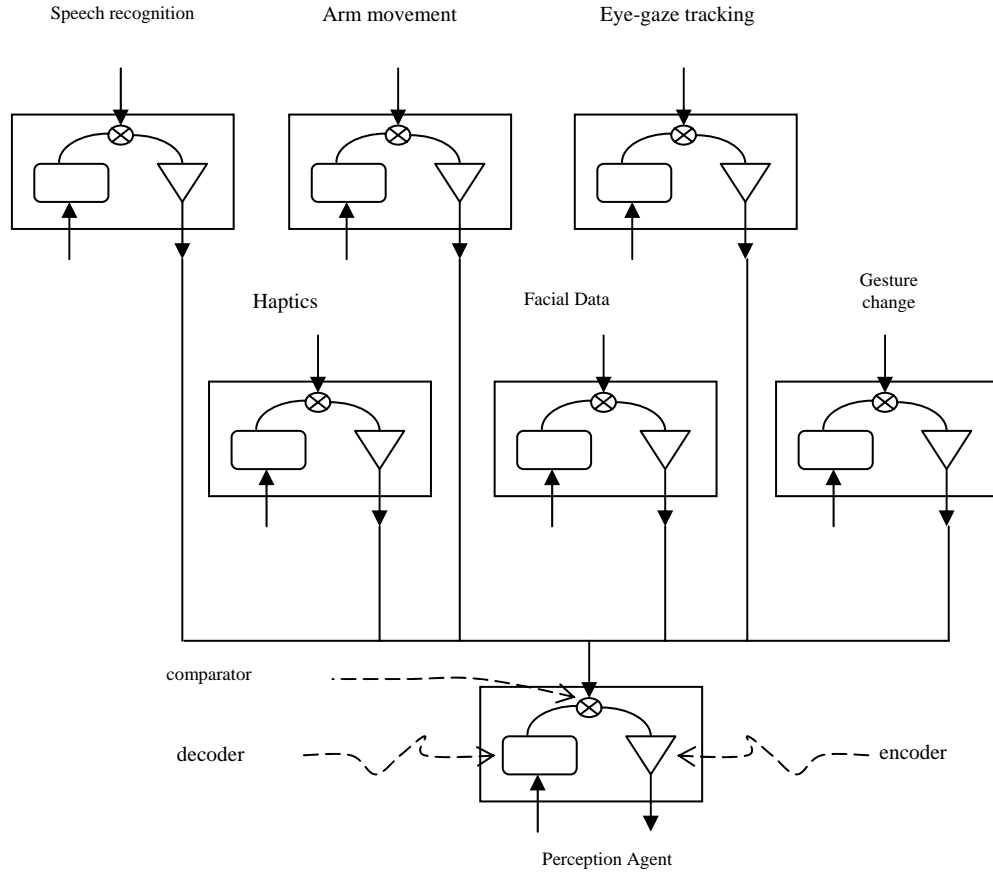 Speech recognition
Arm movement
Eye-gaze tracking
Haptics
Facial Data
Gesture
change
comparator
decoder
encoder
Perception Agent